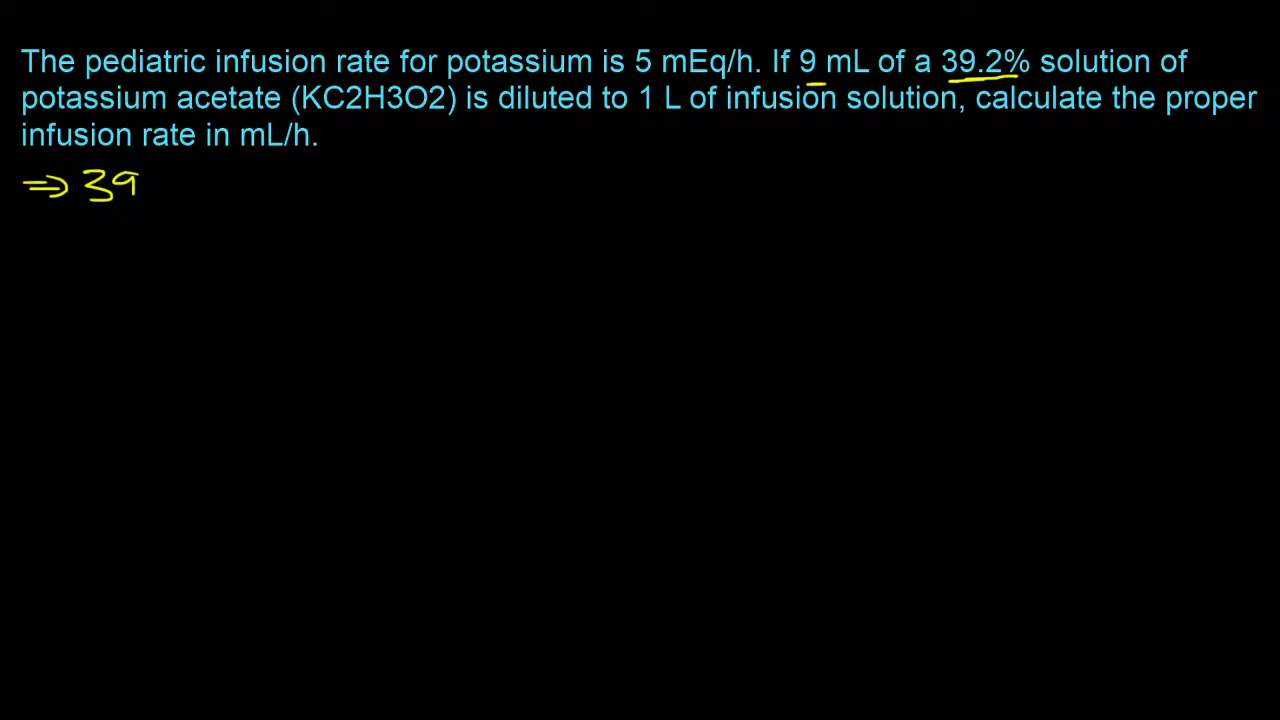 The pediatric infusion rate for potassium is 5 mEq/h. If 9 mL of a 39.2% solution of
potassium acetate (KC2H3O2) is diluted to 1 L of infusion solution, calculate the proper
infusion rate in mL/h.
⇒ 39